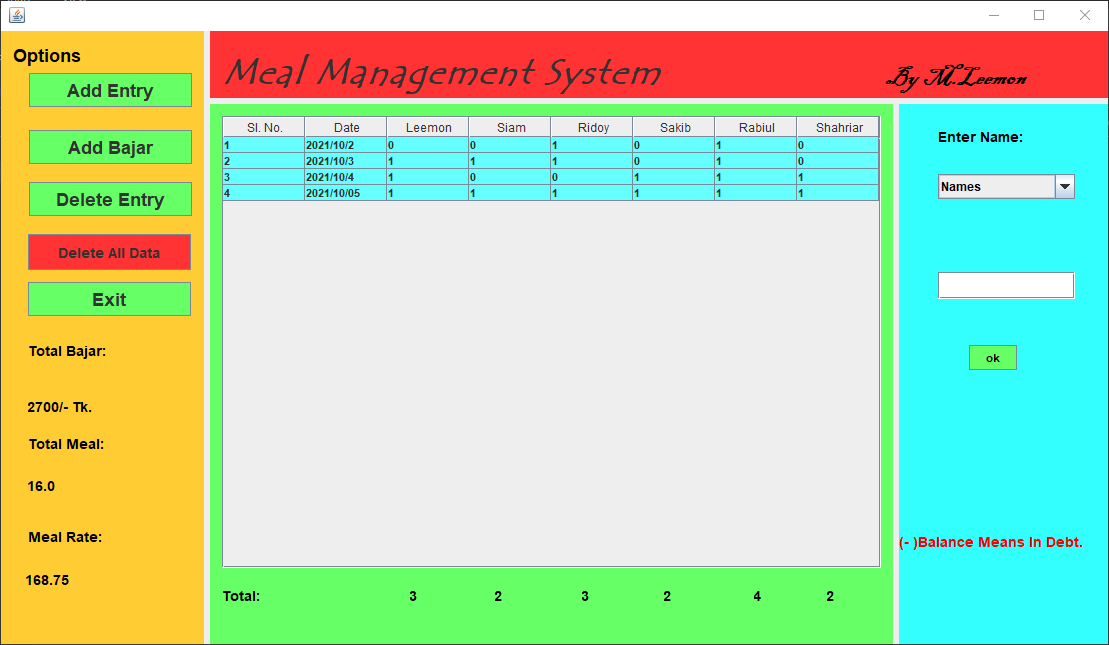 Options
Add Entry
Add Bajar
Delete Entry
Delete All Data
Exit
Total Bajar:
2700/- Tk.
Total Meal:
16.0
Meal Rate:
168.75
Meal Management System
By M.Leemon
Sl. No. Date Leemon Siam Ridoy Sakib Rabiul Shahriar
1 2021/10/2 0 0 1 0 1 0
2 2021/10/3 1 1 1 0 1 0
3 2021/10/4 1 0 0 1 1 1
4 2021/10/05 1 1 1 1 1 1
Total: 3 2 3 2 4 2
Enter Name:
Names
ok
(- )Balance Means In Debt.